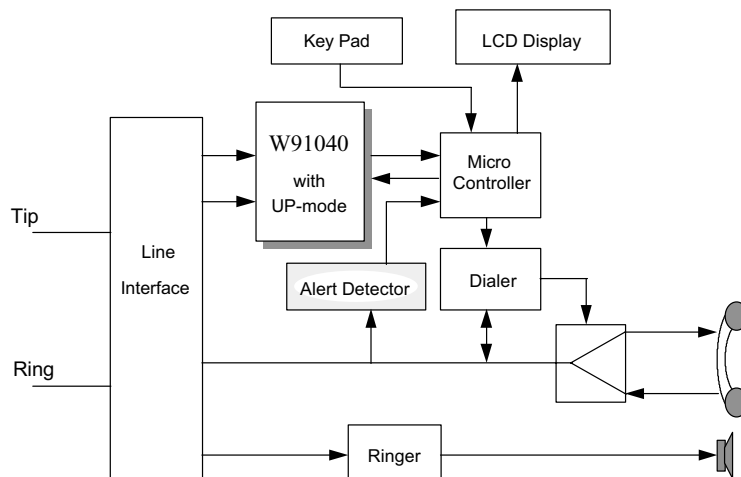 Key Pad
LCD Display
W91040
with
UP-mode
Micro
Controller
Tip
Line
Interface
Alert Detector
Dialer
Ring
Ringer